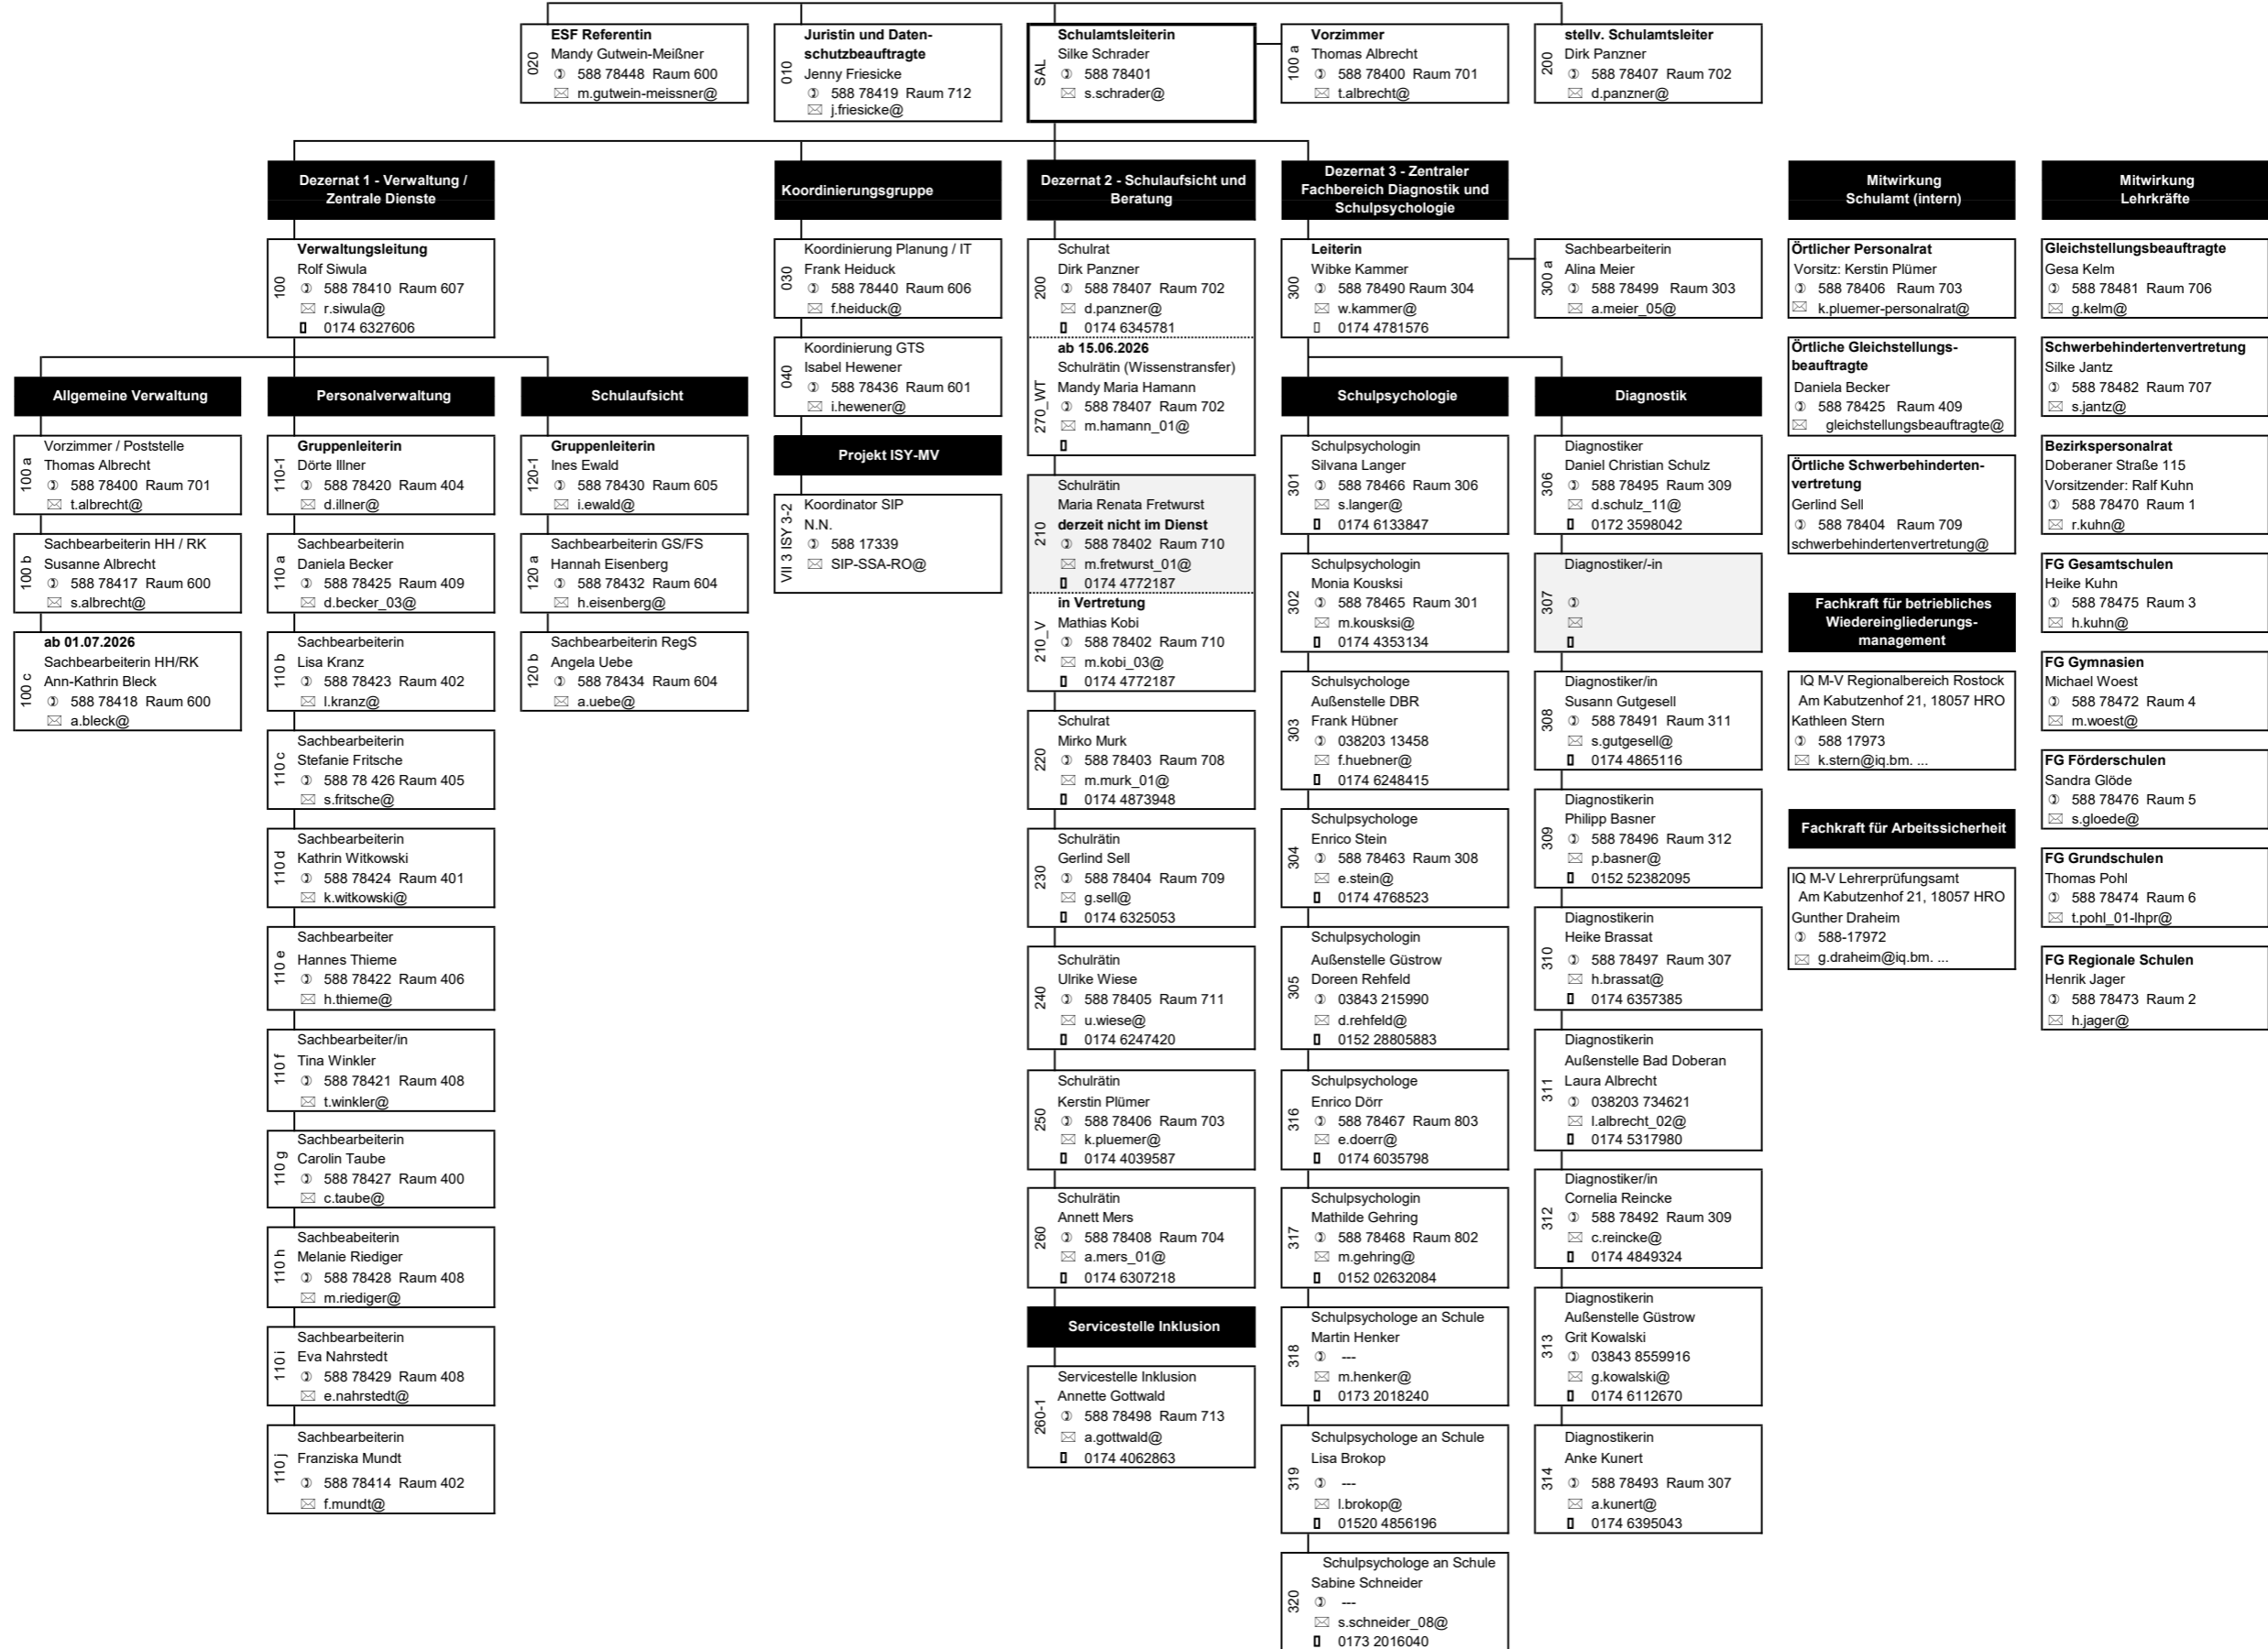 020
ESF Referentin
Mandy Gutwein-Meißner
588 78448 Raum 600
m.gutwein-meissner@
010
Juristin und Daten-
schutzbeauftragte
Jenny Friesicke
588 78419 Raum 712
j.friesicke@
SAL
Schulamtsleiterin
Silke Schrader
588 78401
s.schrader@
100 a
Vorzimmer
Thomas Albrecht
588 78400 Raum 701
t.albrecht@
200
stellv. Schulamtsleiter
Dirk Panzner
588 78407 Raum 702
d.panzner@
Dezernat 1 - Verwaltung /
Zentrale Dienste
100
Verwaltungsleitung
Rolf Siwula
588 78410 Raum 607
r.siwula@
0174 6327606
Allgemeine Verwaltung
100 a
Vorzimmer / Poststelle
Thomas Albrecht
588 78400 Raum 701
t.albrecht@
100 b
Sachbearbeiterin HH / RK
Susanne Albrecht
588 78417 Raum 600
s.albrecht@
100 c
ab 01.07.2026
Sachbearbeiterin HH/RK
Ann-Kathrin Bleck
588 78418 Raum 600
a.bleck@
Personalverwaltung
110-1
Gruppenleiterin
Dörte Illner
588 78420 Raum 404
d.illner@
110 a
Sachbearbeiterin
Daniela Becker
588 78425 Raum 409
d.becker_03@
110 b
Sachbearbeiterin
Lisa Kranz
588 78423 Raum 402
l.kranz@
110 c
Sachbearbeiterin
Stefanie Fritsche
588 78 426 Raum 405
s.fritsche@
110 d
Sachbearbeiterin
Kathrin Witkowski
588 78424 Raum 401
k.witkowski@
110 e
Sachbearbeiter
Hannes Thieme
588 78422 Raum 406
h.thieme@
110 f
Sachbearbeiter/in
Tina Winkler
588 78421 Raum 408
t.winkler@
110 g
Sachbearbeiterin
Carolin Taube
588 78427 Raum 400
c.taube@
110 h
Sachbeabeiterin
Melanie Riediger
588 78428 Raum 408
m.riediger@
110 i
Sachbearbeiterin
Eva Nahrstedt
588 78429 Raum 408
e.nahrstedt@
110 j
Sachbearbeiterin
Franziska Mundt
588 78414 Raum 402
f.mundt@
Schulaufsicht
120-1
Gruppenleiterin
Ines Ewald
588 78430 Raum 605
i.ewald@
120 a
Sachbearbeiterin GS/FS
Hannah Eisenberg
588 78432 Raum 604
h.eisenberg@
120 b
Sachbearbeiterin RegS
Angela Uebe
588 78434 Raum 604
a.uebe@
Koordinierungsgruppe
030
Koordinierung Planung / IT
Frank Heiduck
588 78440 Raum 606
f.heiduck@
040
Koordinierung GTS
Isabel Hewener
588 78436 Raum 601
i.hewener@
Projekt ISY-MV
VII 3 ISY 3-2
Koordinator SIP
N.N.
588 17339
SIP-SSA-RO@
Dezernat 2 - Schulaufsicht und
Beratung
200
Schulrat
Dirk Panzner
588 78407 Raum 702
d.panzner@
0174 6345781
270_WT
ab 15.06.2026
Schulrätin (Wissenstransfer)
Mandy Maria Hamann
588 78407 Raum 702
m.hamann_01@
210
Schulrätin
Maria Renata Fretwurst
derzeit nicht im Dienst
588 78402 Raum 710
m.fretwurst_01@
0174 4772187
210_V
in Vertretung
Mathias Kobi
588 78402 Raum 710
m.kobi_03@
0174 4772187
220
Schulrat
Mirko Murk
588 78403 Raum 708
m.murk_01@
0174 4873948
230
Schulrätin
Gerlind Sell
588 78404 Raum 709
g.sell@
0174 6325053
240
Schulrätin
Ulrike Wiese
588 78405 Raum 711
u.wiese@
0174 6247420
250
Schulrätin
Kerstin Plümer
588 78406 Raum 703
k.pluemer@
0174 4039587
260
Schulrätin
Annett Mers
588 78408 Raum 704
a.mers_01@
0174 6307218
Servicestelle Inklusion
260-1
Servicestelle Inklusion
Annette Gottwald
588 78498 Raum 713
a.gottwald@
0174 4062863
Dezernat 3 - Zentraler
Fachbereich Diagnostik und
Schulpsychologie
300
Leiterin
Wibke Kammer
588 78490 Raum 304
w.kammer@
0174 4781576
300 a
Sachbearbeiterin
Alina Meier
588 78499 Raum 303
a.meier_05@
Schulpsychologie
301
Schulpsychologin
Silvana Langer
588 78466 Raum 306
s.langer@
0174 6133847
302
Schulpsychologin
Monia Kousksi
588 78465 Raum 301
m.kousksi@
0174 4353134
303
Schulsychologe
Außenstelle DBR
Frank Hübner
038203 13458
f.huebner@
0174 6248415
304
Schulpsychologe
Enrico Stein
588 78463 Raum 308
e.stein@
0174 4768523
305
Schulpsychologin
Außenstelle Güstrow
Doreen Rehfeld
03843 215990
d.rehfeld@
0152 28805883
316
Schulpsychologe
Enrico Dörr
588 78467 Raum 803
e.doerr@
0174 6035798
317
Schulpsychologin
Mathilde Gehring
588 78468 Raum 802
m.gehring@
0152 02632084
318
Schulpsychologe an Schule
Martin Henker
---
m.henker@
0173 2018240
319
Schulpsychologe an Schule
Lisa Brokop
---
l.brokop@
01520 4856196
320
Schulpsychologe an Schule
Sabine Schneider
---
s.schneider_08@
0173 2016040
Diagnostik
306
Diagnostiker
Daniel Christian Schulz
588 78495 Raum 309
d.schulz_11@
0172 3598042
307
Diagnostiker/-in
308
Diagnostiker/in
Susann Gutgesell
588 78491 Raum 311
s.gutgesell@
0174 4865116
309
Diagnostikerin
Philipp Basner
588 78496 Raum 312
p.basner@
0152 52382095
310
Diagnostikerin
Heike Brassat
588 78497 Raum 307
h.brassat@
0174 6357385
311
Diagnostikerin
Außenstelle Bad Doberan
Laura Albrecht
038203 734621
l.albrecht_02@
0174 5317980
312
Diagnostiker/in
Cornelia Reincke
588 78492 Raum 309
c.reincke@
0174 4849324
313
Diagnostikerin
Außenstelle Güstrow
Grit Kowalski
03843 8559916
g.kowalski@
0174 6112670
314
Diagnostikerin
Anke Kunert
588 78493 Raum 307
a.kunert@
0174 6395043
Mitwirkung
Schulamt (intern)
Örtlicher Personalrat
Vorsitz: Kerstin Plümer
588 78406 Raum 703
k.pluemer-personalrat@
Örtliche Gleichstellungs-
beauftragte
Daniela Becker
588 78425 Raum 409
gleichstellungsbeauftragte@
Örtliche Schwerbehinderten-
vertretung
Gerlind Sell
588 78404 Raum 709
schwerbehindertenvertretung@
Fachkraft für betriebliches
Wiedereingliederungs-
management
IQ M-V Regionalbereich Rostock
Am Kabutzenhof 21, 18057 HRO
Kathleen Stern
588 17973
k.stern@iq.bm. ...
Fachkraft für Arbeitssicherheit
IQ M-V Lehrerprüfungsamt
Am Kabutzenhof 21, 18057 HRO
Gunther Draheim
588-17972
g.draheim@iq.bm. ...
Mitwirkung
Lehrkräfte
Gleichstellungsbeauftragte
Gesa Kelm
588 78481 Raum 706
g.kelm@
Schwerbehindertenvertretung
Silke Jantz
588 78482 Raum 707
s.jantz@
Bezirkspersonalrat
Doberaner Straße 115
Vorsitzender: Ralf Kuhn
588 78470 Raum 1
r.kuhn@
FG Gesamtschulen
Heike Kuhn
588 78475 Raum 3
h.kuhn@
FG Gymnasien
Michael Woest
588 78472 Raum 4
m.woest@
FG Förderschulen
Sandra Glöde
588 78476 Raum 5
s.gloede@
FG Grundschulen
Thomas Pohl
588 78474 Raum 6
t.pohl_01-lhpr@
FG Regionale Schulen
Henrik Jager
588 78473 Raum 2
h.jager@